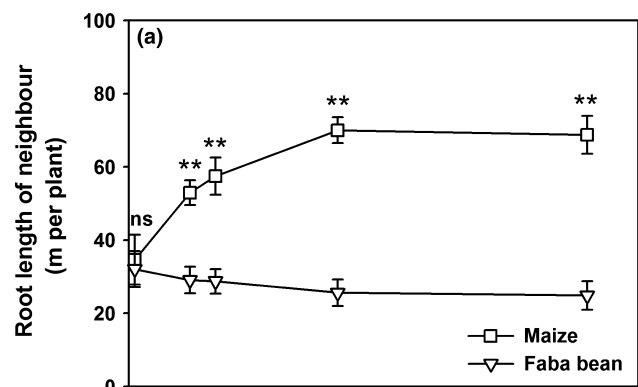 100
(a)
80
**
**
**
**
60
ns
40
20
0
Root length of neighbour
(m per plant)
Maize
Faba bean